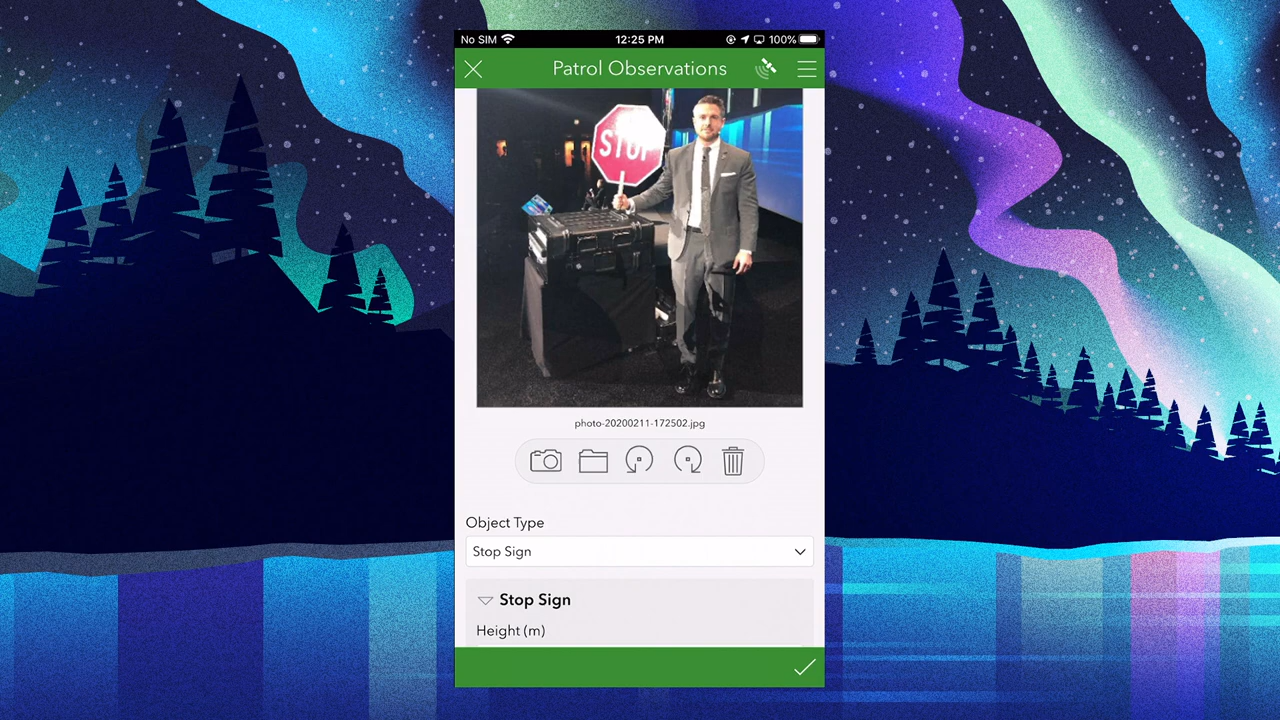 No SIM 12:25 PM 100%
Patrol Observations
STOP
photo-20200211-172502.jpg
Object Type
Stop Sign
Stop Sign
Height (m)